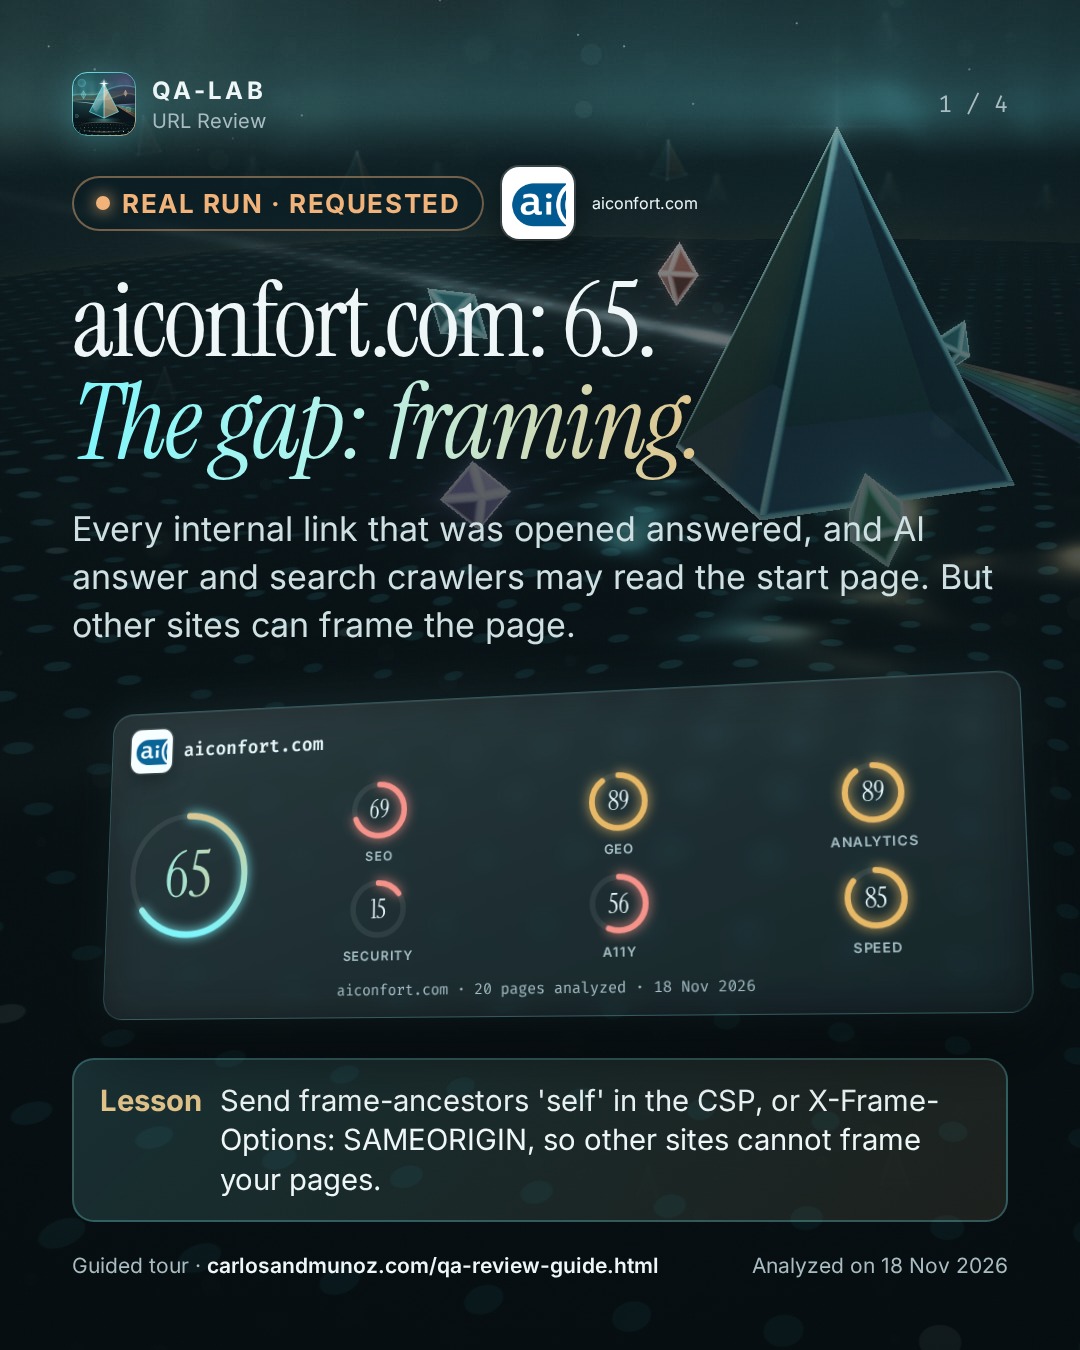 QA-LAB
URL Review
1 / 4
REAL RUN · REQUESTED
ai
aiconfort.com
aiconfort.com: 65.
The gap: framing.
Every internal link that was opened answered, and AI
answer and search crawlers may read the start page. But
other sites can frame the page.
ai
aiconfort.com
65
69
SEO
89
GEO
89
ANALYTICS
15
SECURITY
56
A11Y
85
SPEED
aiconfort.com · 20 pages analyzed · 18 Nov 2026
Lesson
Send frame-ancestors 'self' in the CSP, or X-Frame-
Options: SAMEORIGIN, so other sites cannot frame
your pages.
Guided tour · carlosandmunoz.com/qa-review-guide.html
Analyzed on 18 Nov 2026